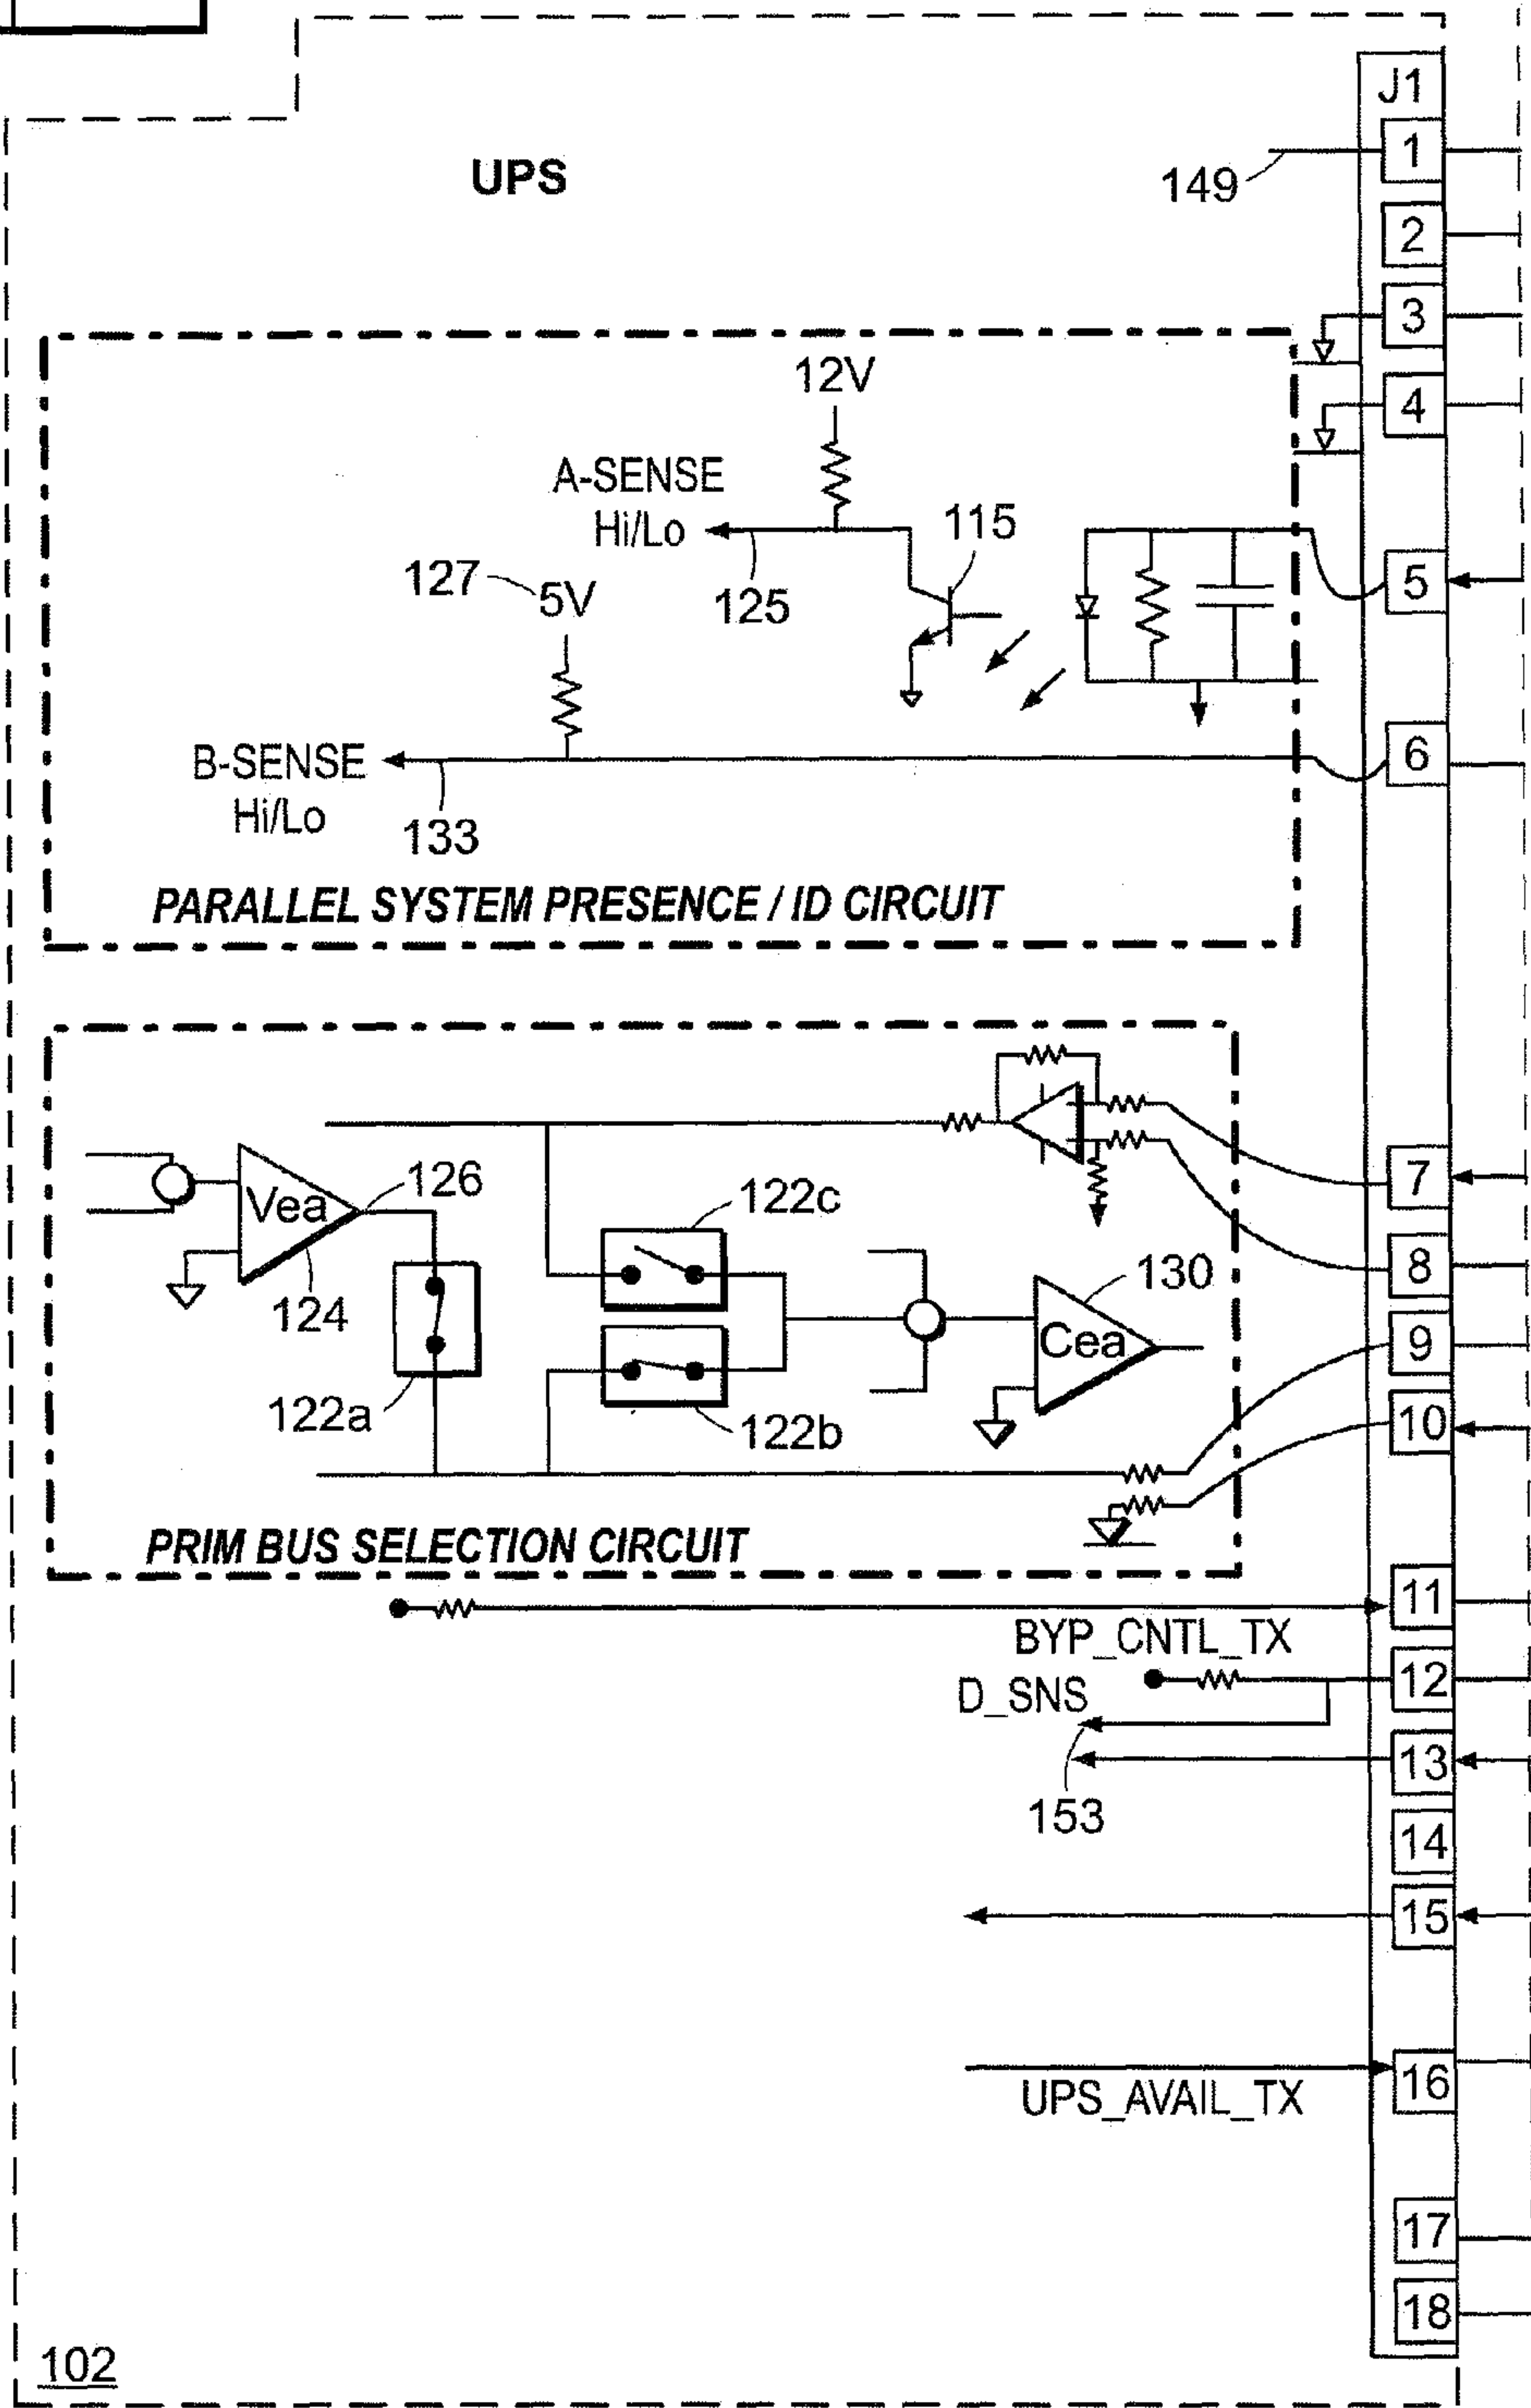 J1
UPS
149
1
2
3
4
12V
A-SENSE
Hi/Lo
125
115
127
5V
5
6
B-SENSE
Hi/Lo
133
PARALLEL SYSTEM PRESENCE / ID CIRCUIT
Vea
126
124
122a
122c
122b
130
Cea
7
8
9
10
PRIM BUS SELECTION CIRCUIT
11
BYP_CNTL_TX
12
D_SNS
13
153
14
15
16
UPS_AVAIL_TX
17
18
102